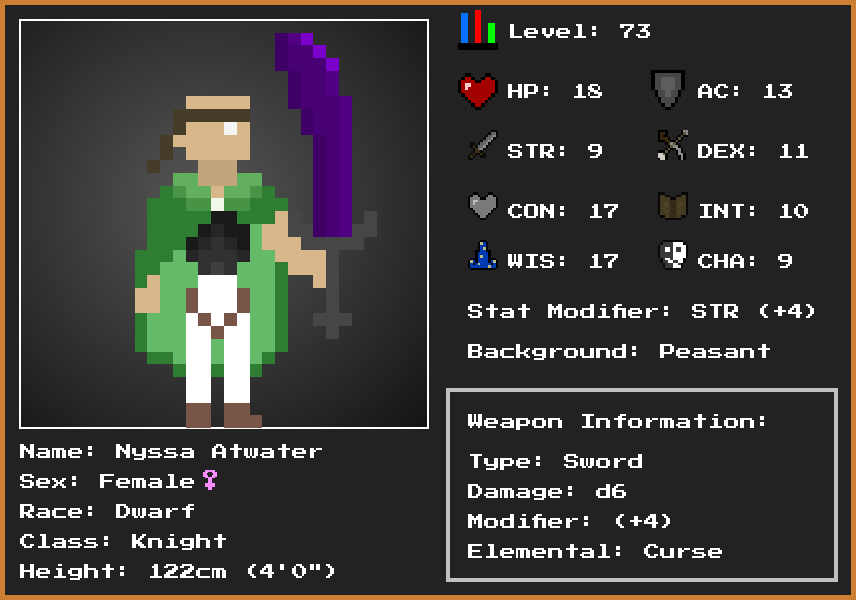 Level: 73
HP: 18
AC: 13
STR: 9
DEX: 11
CON: 17
INT: 10
WIS: 17
CHA: 9
Stat Modifier: STR (+4)
Background: Peasant
Weapon Information:
Type: Sword
Damage: d6
Modifier: (+4)
Elemental: Curse
Name: Nyssa Atwater
Sex: Female♀
Race: Dwarf
Class: Knight
Height: 122cm (4'0")